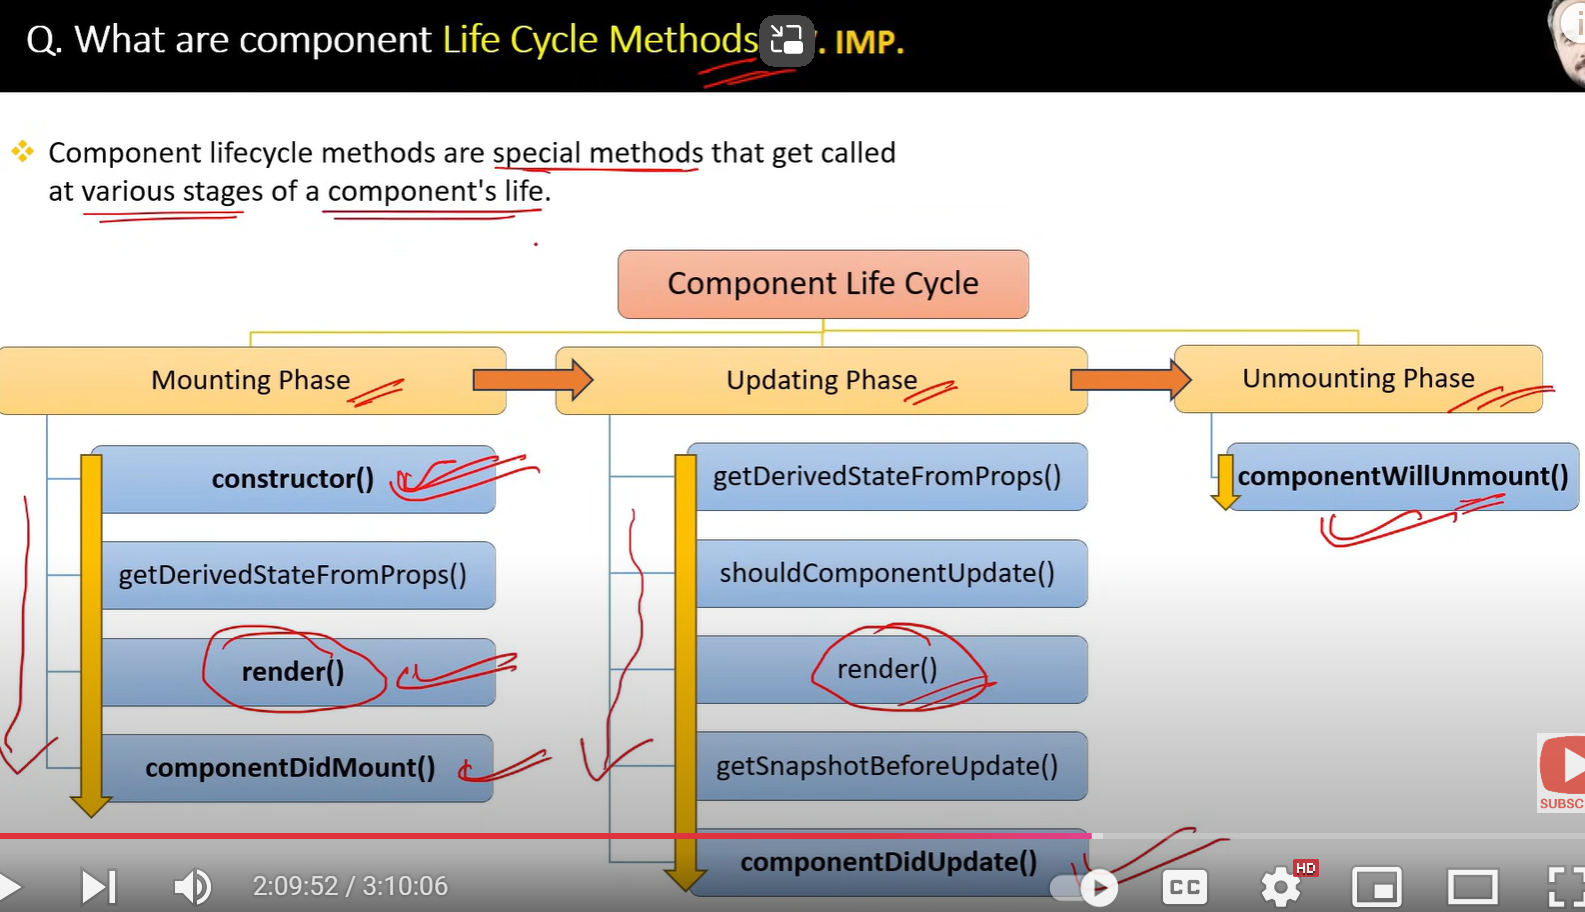 Q. What are component Life Cycle Methods . IMP.
Component lifecycle methods are special methods that get called
at various stages of a component's life.
Component Life Cycle
Mounting Phase
Updating Phase
Unmounting Phase
constructor()
getDerivedStateFromProps()
render()
componentDidMount()
getDerivedStateFromProps()
shouldComponentUpdate()
render()
getSnapshotBeforeUpdate()
componentDidUpdate()
componentWillUnmount()
SUBSC
2:09:52 / 3:10:06
CC
HD